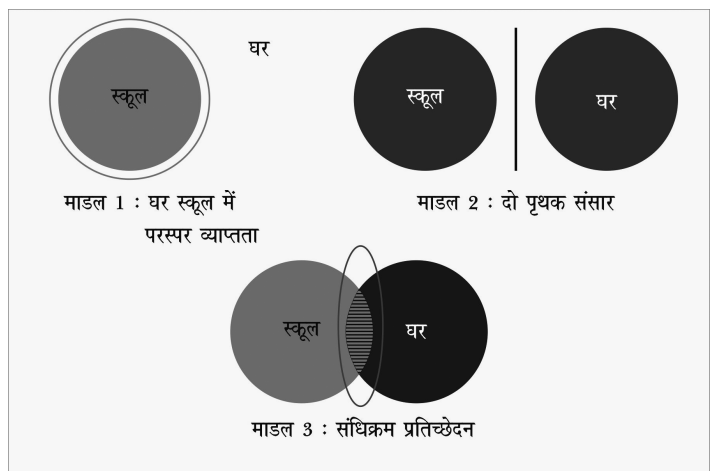 घर
स्कूल
स्कूल
घर
माडल 1 : घर स्कूल में
परस्पर व्याप्तता
माडल 2 : दो पृथक संसार
स्कूल
घर
माडल 3 : संधिक्रम प्रतिच्छेदन